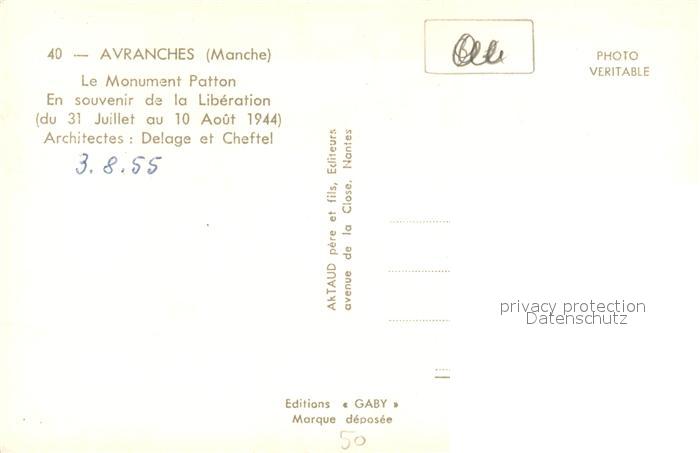 40 — AVRANCHES (Manche)
Le Monument Patton
En souvenir de la Libération
(du 31 Juillet au 10 Août 1944)
Architectes : Delage et Cheftel
3.8.55
PHOTO
VERITABLE
ARTAUD père et fils, Editeurs
avenue de la Close, Nantes
privacy protection
Datenschutz
Editions « GABY »
Marque déposée
50